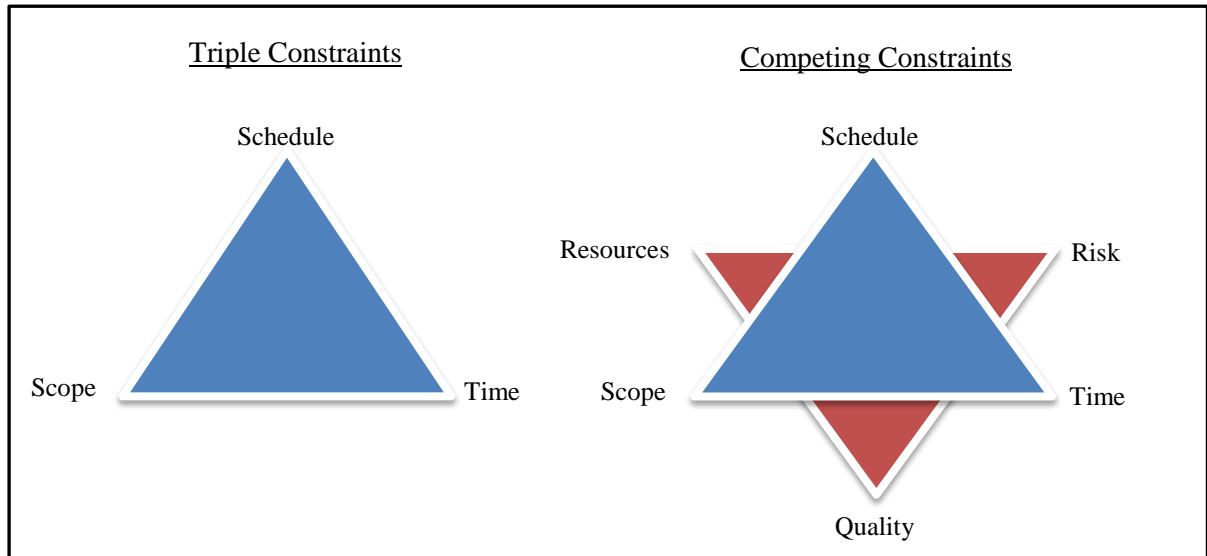 Triple Constraints
Schedule
Scope
Time
Competing Constraints
Schedule
Resources
Risk
Scope
Time
Quality